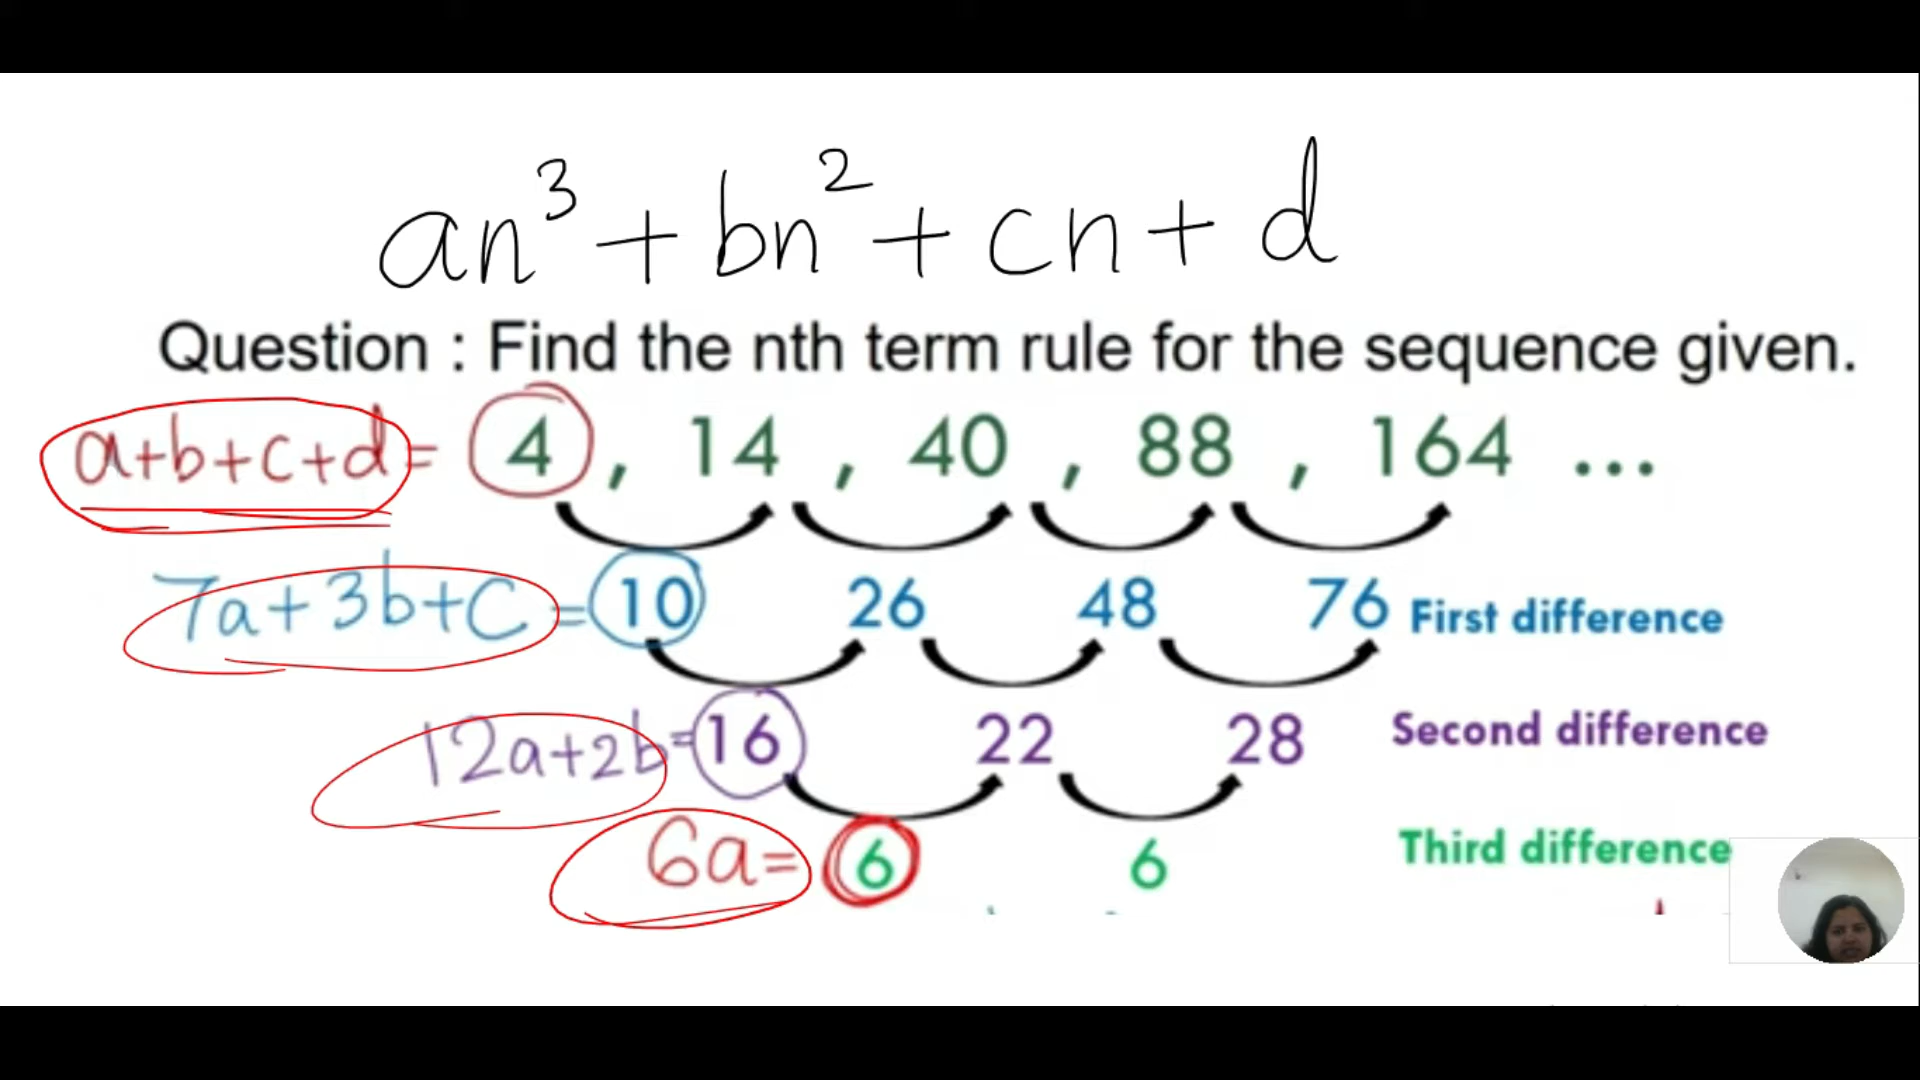 an³ + bn² + cn + d
Question : Find the nth term rule for the sequence given.
a+b+c+d = 4 , 14 , 40 , 88 , 164 ...
7a+3b+c = 10 26 48 76 First difference
12a+2b = 16 22 28 Second difference
6a = 6 6 Third difference